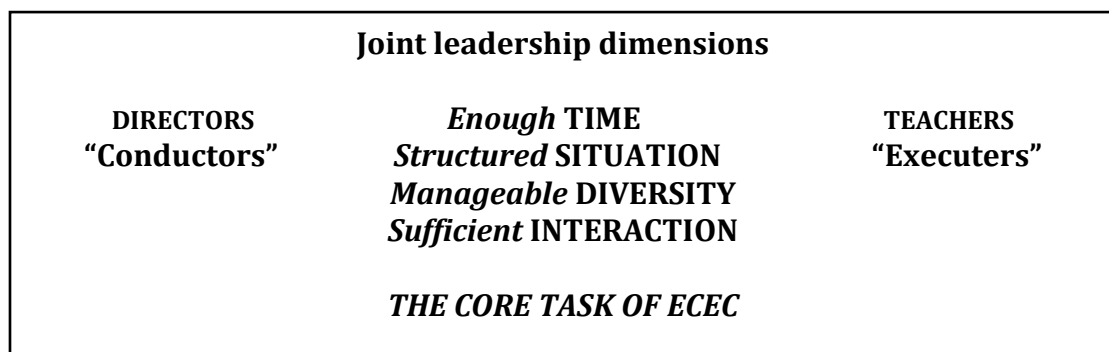 Joint leadership dimensions
DIRECTORS Enough TIME TEACHERS
“Conductors” Structured SITUATION “Executers”
Manageable DIVERSITY
Sufficient INTERACTION
THE CORE TASK OF ECEC